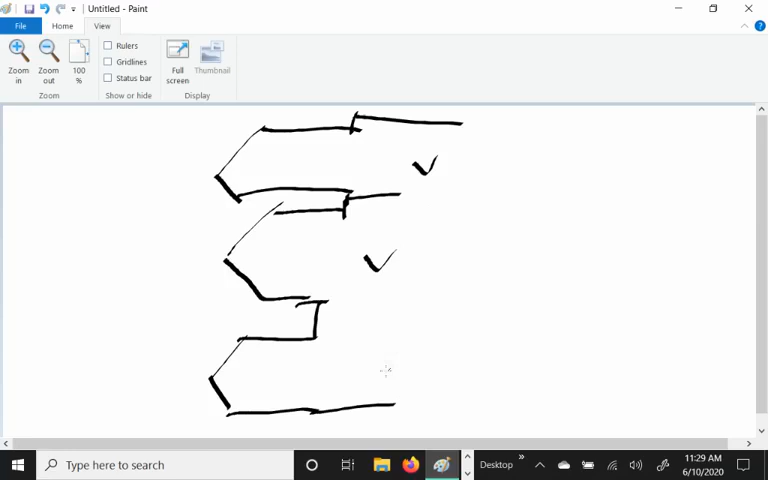 Untitled - Paint
File Home View
Zoom in
Zoom out
100 %
Rulers
Gridlines
Status bar
Full screen
Thumbnail
Zoom
Show or hide
Display
Type here to search
Desktop
11:29 AM
6/10/2020